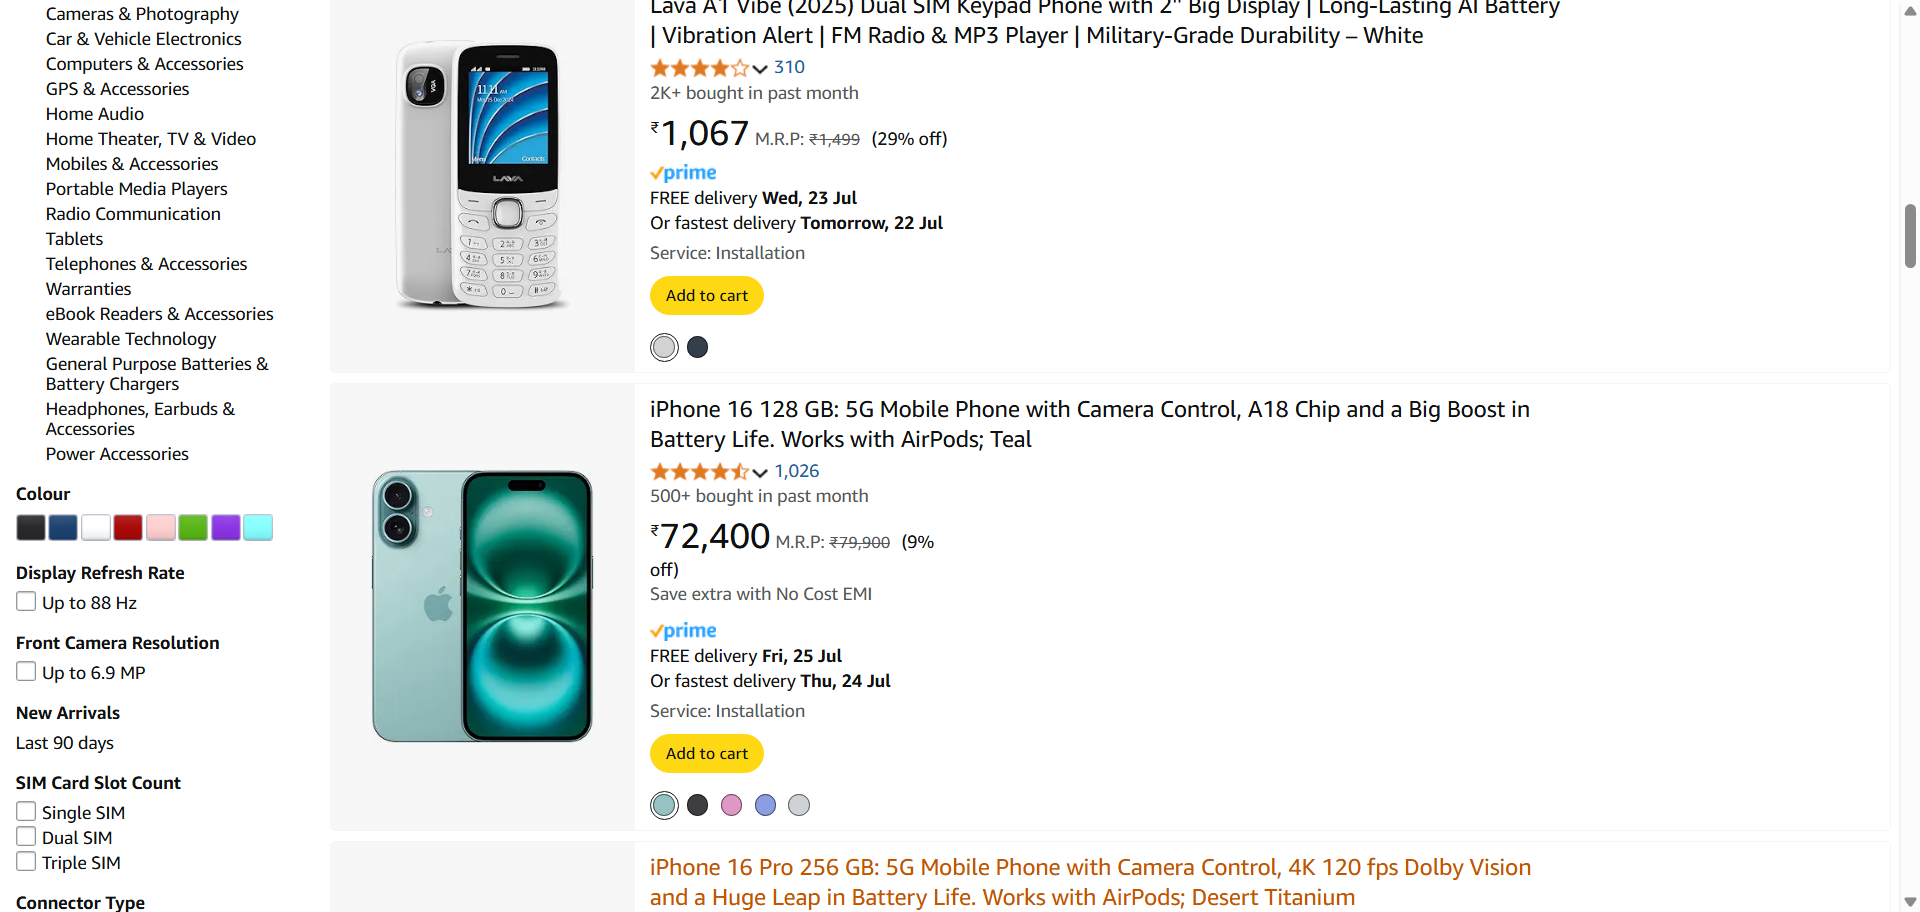 Cameras & Photography
Car & Vehicle Electronics
Computers & Accessories
GPS & Accessories
Home Audio
Home Theater, TV & Video
Mobiles & Accessories
Portable Media Players
Radio Communication
Tablets
Telephones & Accessories
Warranties
eBook Readers & Accessories
Wearable Technology
General Purpose Batteries &
Battery Chargers
Headphones, Earbuds &
Accessories
Power Accessories
Colour
Display Refresh Rate
Up to 88 Hz
Front Camera Resolution
Up to 6.9 MP
New Arrivals
Last 90 days
SIM Card Slot Count
Single SIM
Dual SIM
Triple SIM
Connector Type
VGA
11:11 AM
Menu Contacts
LAVA
Lava A1 Vibe (2025) Dual SIM Keypad Phone with 2" Big Display | Long-Lasting AI Battery
| Vibration Alert | FM Radio & MP3 Player | Military-Grade Durability – White
310
2K+ bought in past month
₹1,067 M.R.P: ₹1,499 (29% off)
prime
FREE delivery Wed, 23 Jul
Or fastest delivery Tomorrow, 22 Jul
Service: Installation
Add to cart
iPhone 16 128 GB: 5G Mobile Phone with Camera Control, A18 Chip and a Big Boost in
Battery Life. Works with AirPods; Teal
1,026
500+ bought in past month
₹72,400 M.R.P: ₹79,900 (9%
off)
Save extra with No Cost EMI
prime
FREE delivery Fri, 25 Jul
Or fastest delivery Thu, 24 Jul
Service: Installation
Add to cart
iPhone 16 Pro 256 GB: 5G Mobile Phone with Camera Control, 4K 120 fps Dolby Vision
and a Huge Leap in Battery Life. Works with AirPods; Desert Titanium